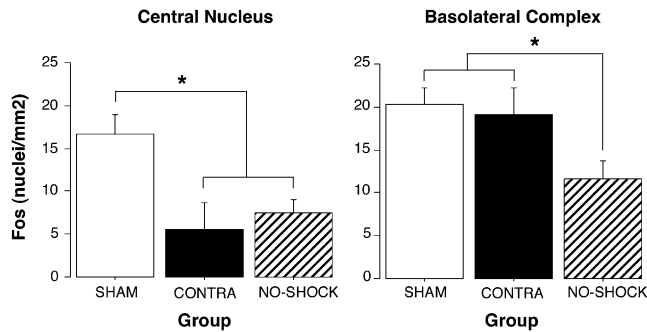 Central Nucleus
Basolateral Complex
Fos (nuclei/mm2)
25
20
15
10
5
0
*
SHAM
CONTRA
NO-SHOCK
Group
25
20
15
10
5
0
*
SHAM
CONTRA
NO-SHOCK
Group